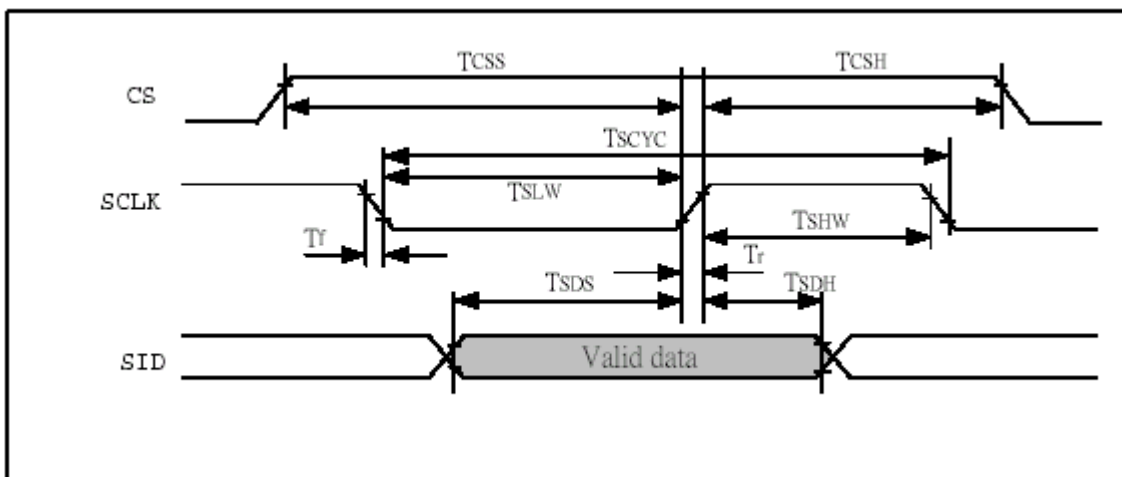 TCSS
TCSH
CS
TSCYC
TSLW
SCLK
TSHW
Tf
Tr
TSDS
TSDH
SID
Valid data